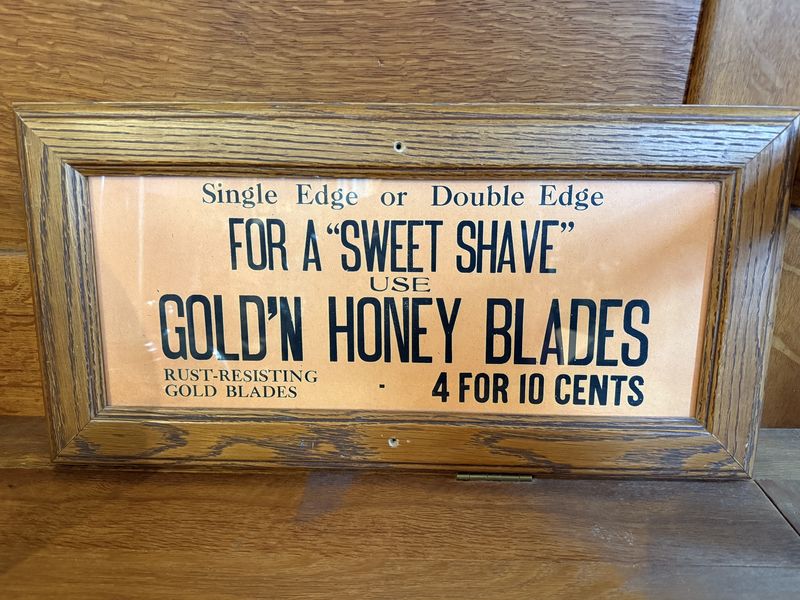 Single Edge or Double Edge
FOR A "SWEET SHAVE"
USE
GOLD'N HONEY BLADES
RUST-RESISTING
GOLD BLADES - 4 FOR 10 CENTS